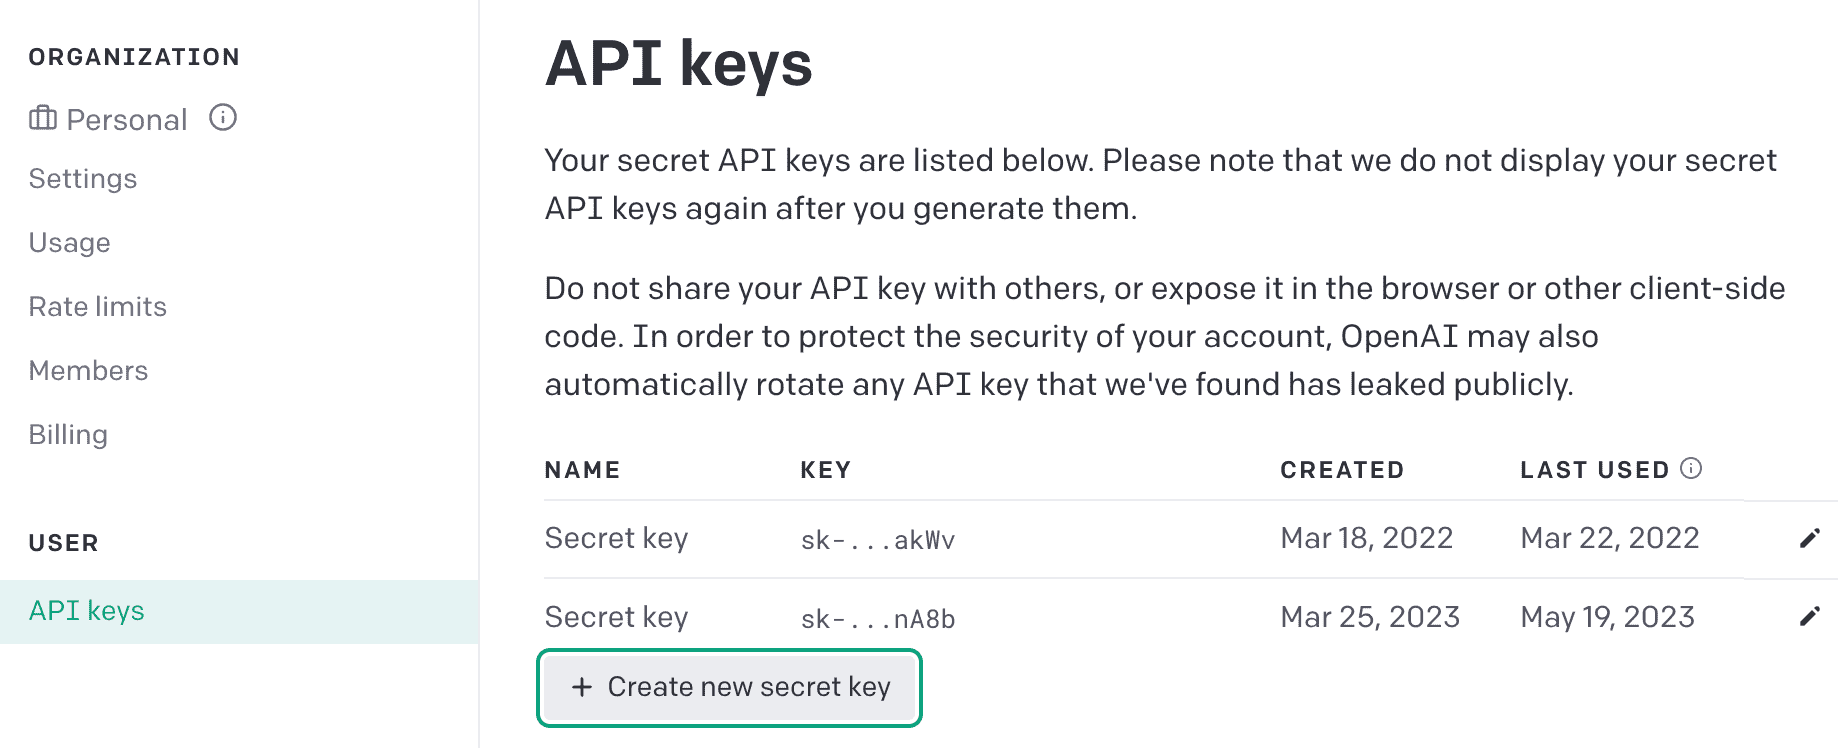 ORGANIZATION
Personal
Settings
Usage
Rate limits
Members
Billing
USER
API keys
API keys
Your secret API keys are listed below. Please note that we do not display your secret
API keys again after you generate them.
Do not share your API key with others, or expose it in the browser or other client-side
code. In order to protect the security of your account, OpenAI may also
automatically rotate any API key that we've found has leaked publicly.
NAME KEY CREATED LAST USED
Secret key sk-...akWv Mar 18, 2022 Mar 22, 2022
Secret key sk-...nA8b Mar 25, 2023 May 19, 2023
+ Create new secret key